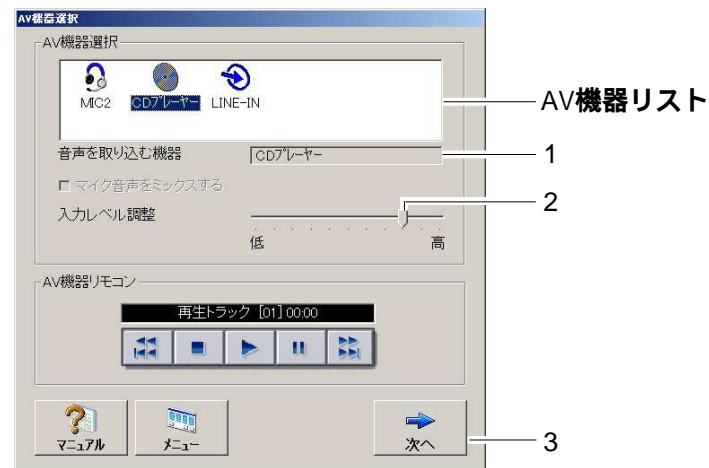 AV機器選択
AV機器選択
MIC2 CDプレーヤー LINE-IN
AV機器リスト
音声を取り込む機器 CDプレーヤー 1
マイク音声をミックスする
2
入力レベル調整
低 高
AV機器リモコン
再生トラック [01] 00:00
マニュアル メニュー 次へ 3